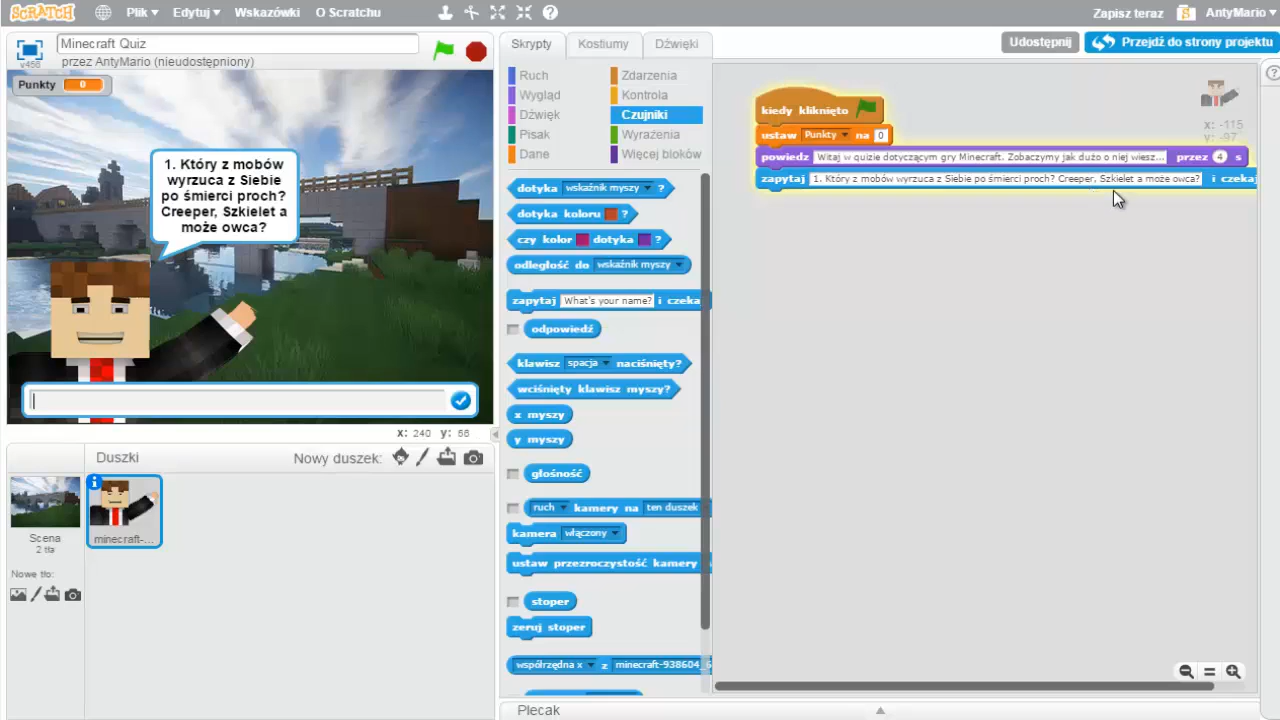 SCRATCH
Plik
Edytuj
Wskazówki
O Scratchu
Zapisz teraz
AntyMario
v456
Minecraft Quiz
przez AntyMario (nieudostępniony)
Skrypty
Kostiumy
Dźwięki
Udostępnij
Przejdź do strony projektu
Punkty 0
1. Który z mobów
wyrzuca z Siebie
po śmierci proch?
Creeper, Szkielet a
może owca?
x: 240 y: 66
Duszki
Nowy duszek:
Scena
2 tła
minecraft-...
Nowe tło:
Ruch
Zdarzenia
Wygląd
Kontrola
Dźwięk
Czujniki
Pisak
Wyrażenia
Dane
Więcej bloków
dotyka wskaźnik myszy ?
dotyka koloru ?
czy kolor dotyka ?
odległość do wskaźnik myszy
zapytaj What's your name? i czeka
odpowiedź
klawisz spacja naciśnięty?
wciśnięty klawisz myszy?
x myszy
y myszy
głośność
ruch kamery na ten duszek
kamera włączony
ustaw przezroczystość kamery
stoper
zeruj stoper
współrzędna x z minecraft-938604_6
kiedy kliknięto
ustaw Punkty na 0
powiedz Witaj w quizie dotyczącym gry Minecraft. Zobaczymy jak dużo o niej wiesz... przez 4 s
zapytaj 1. Który z mobów wyrzuca z Siebie po śmierci proch? Creeper, Szkielet a może owca? i czekaj
x: -115
y: -97
Plecak